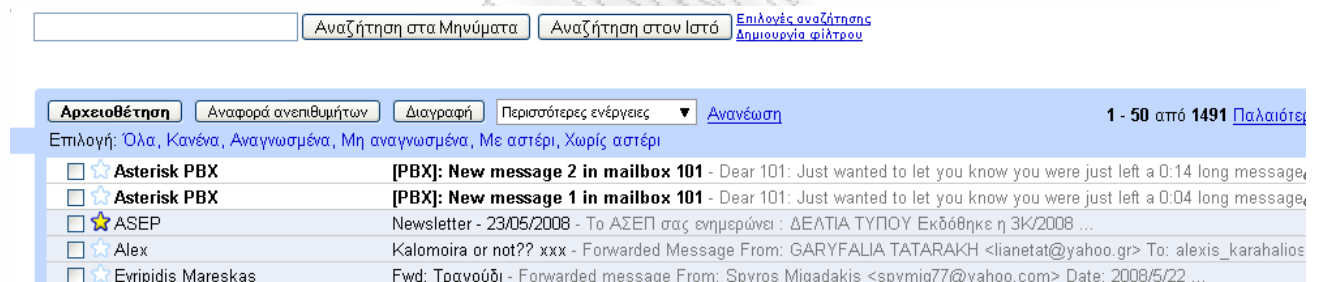 Αναζήτηση στα Μηνύματα Αναζήτηση στον Ιστό Επιλογές αναζήτησης
Δημιουργία φίλτρου
Αρχειοθέτηση Αναφορά ανεπιθυμήτων Διαγραφή Περισσότερες ενέργειες Ανανέωση 1 - 50 από 1491 Παλαιότερ
Επιλογή: Όλα, Κανένα, Αναγνωσμένα, Μη αναγνωσμένα, Με αστέρι, Χωρίς αστέρι
Asterisk PBX [PBX]: New message 2 in mailbox 101 - Dear 101: Just wanted to let you know you were just left a 0:14 long message
Asterisk PBX [PBX]: New message 1 in mailbox 101 - Dear 101: Just wanted to let you know you were just left a 0:04 long message
ASEP Newsletter - 23/05/2008 - Το ΑΣΕΠ σας ενημερώνει : ΔΕΛΤΙΑ ΤΥΠΟΥ Εκδόθηκε η 3Κ/2008 ...
Alex Kalomoira or not?? xxx - Forwarded Message From: GARYFALIA TATARAKH <lianetat@yahoo.gr> To: alexis_karahalios
Evripidis Mareskas Fwd: Τραγούδι - Forwarded message From: Spyros Migadakis <spymig77@yahoo.com> Date: 2008/5/22 ...